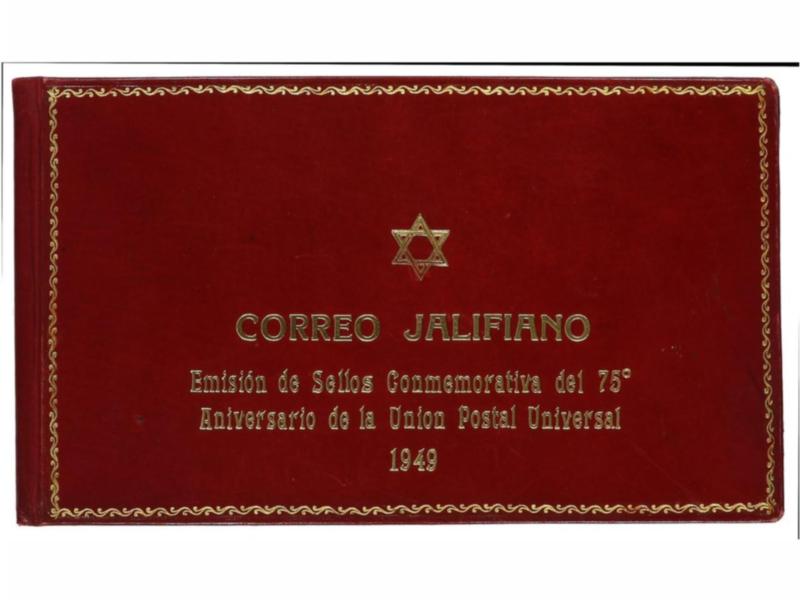 CORREO JALIFIANO
Emisión de Sellos Conmemorativa del 75°
Aniversario de la Union Postal Universal
1949